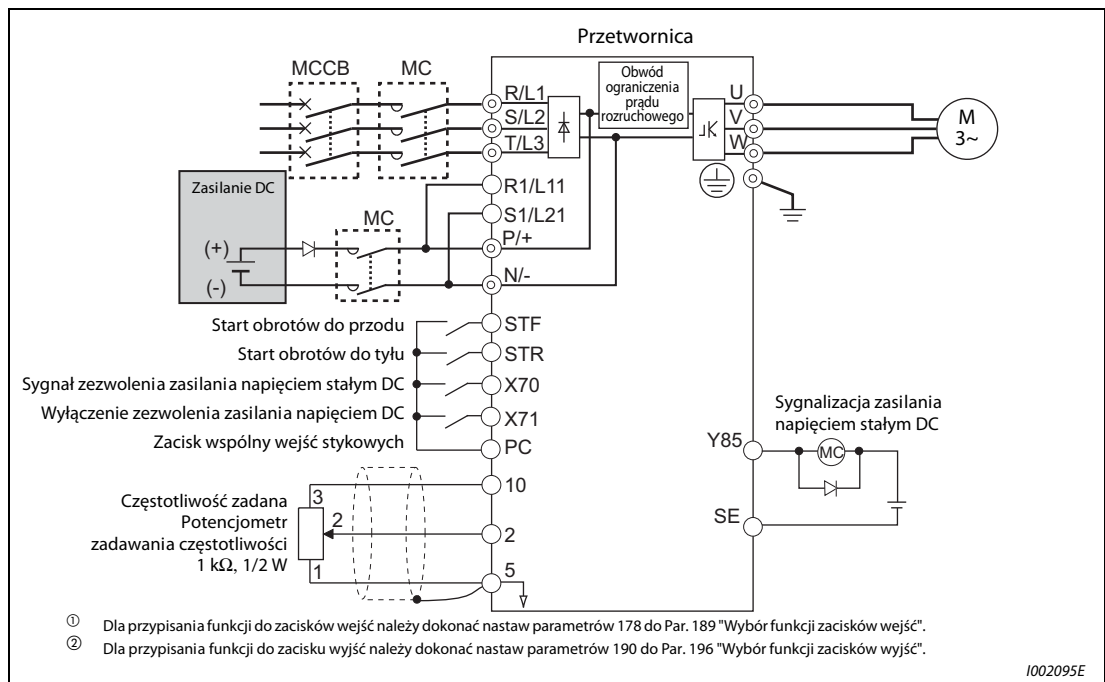 Przetwornica
MCCB
MC
Obwód
ograniczenia
prądu
rozruchowego
R/L1
S/L2
T/L3
U
V
W
M
3~
Zasilanie DC
(+)
(-)
MC
R1/L11
S1/L21
P/+
N/-
Start obrotów do przodu
STF
Start obrotów do tyłu
STR
Sygnał zezwolenia zasilania napięciem stałym DC
X70
Wyłączenie zezwolenia zasilania napięciem DC
X71
Zacisk wspólny wejść stykowych
PC
Sygnalizacja zasilania
napięciem stałym DC
Y85
MC
SE
Częstotliwość zadana
Potencjometr
zadawania częstotliwości
1 kΩ, 1/2 W
3
2
1
10
2
5
① Dla przypisania funkcji do zacisków wejść należy dokonać nastaw parametrów 178 do Par. 189 "Wybór funkcji zacisków wejść".
② Dla przypisania funkcji do zacisku wyjść należy dokonać nastaw parametrów 190 do Par. 196 "Wybór funkcji zacisków wyjść".
I002095E